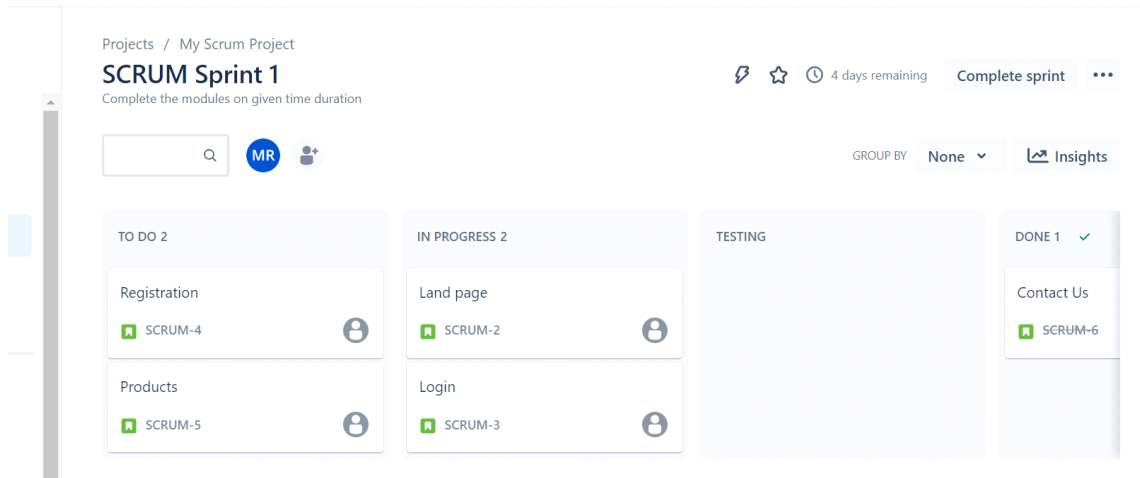 Projects / My Scrum Project
SCRUM Sprint 1
4 days remaining
Complete sprint
Complete the modules on given time duration
MR
GROUP BY
None
Insights
TO DO 2
Registration
SCRUM-4
Products
SCRUM-5
IN PROGRESS 2
Land page
SCRUM-2
Login
SCRUM-3
TESTING
DONE 1
Contact Us
SCRUM-6